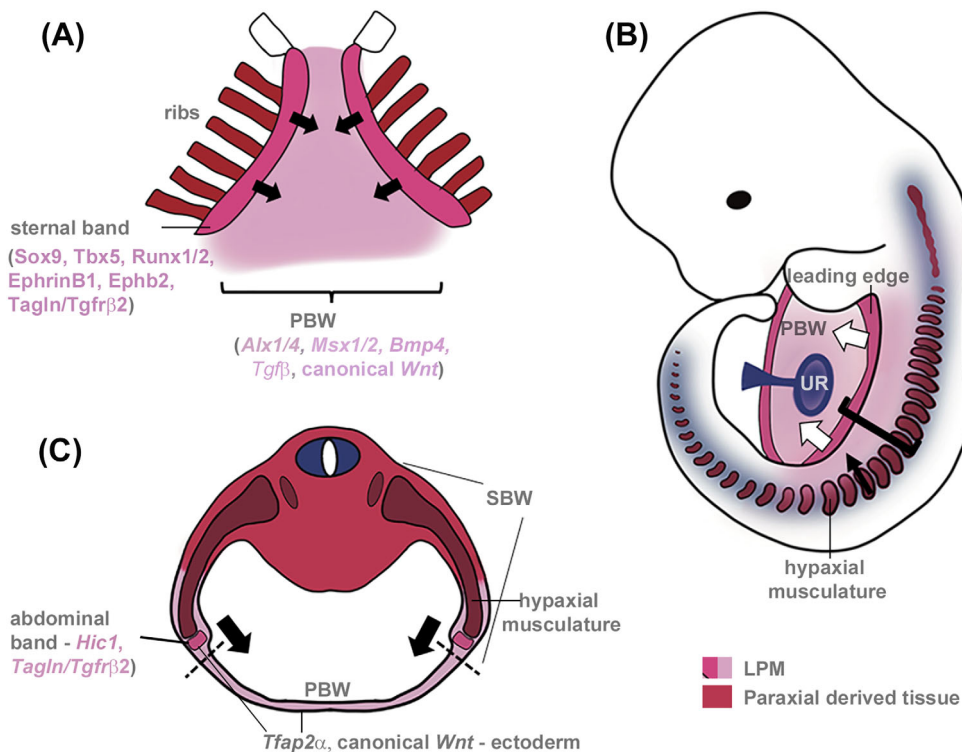 (A)
ribs
sternal band
(Sox9, Tbx5, Runx1/2,
EphrinB1, Ephb2,
Tagln/Tgfrβ2)
PBW
(Alx1/4, Msx1/2, Bmp4,
Tgfβ, canonical Wnt)
(B)
leading edge
PBW
UR
hypaxial
musculature
(C)
SBW
hypaxial
musculature
abdominal
band - Hic1,
Tagln/Tgfrβ2)
PBW
Tfap2α, canonical Wnt - ectoderm
LPM
Paraxial derived tissue